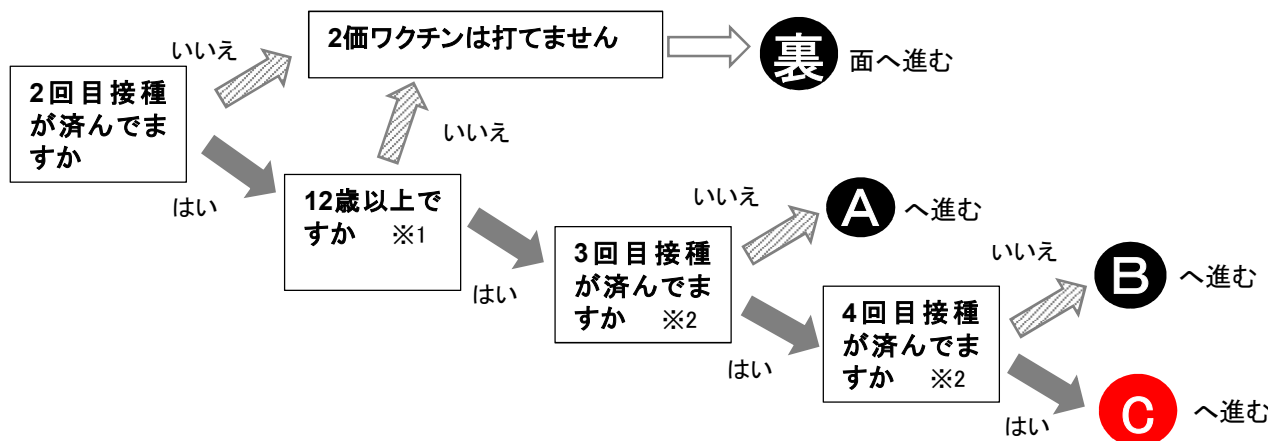 2価ワクチンは打てません
裏 面へ進む
いいえ
2回目接種
が済んでま
すか
いいえ
はい
12歳以上で
すか ※1
いいえ
A へ進む
はい
3回目接種
が済んでま
すか ※2
いいえ
B へ進む
はい
4回目接種
が済んでま
すか ※2
はい
C へ進む